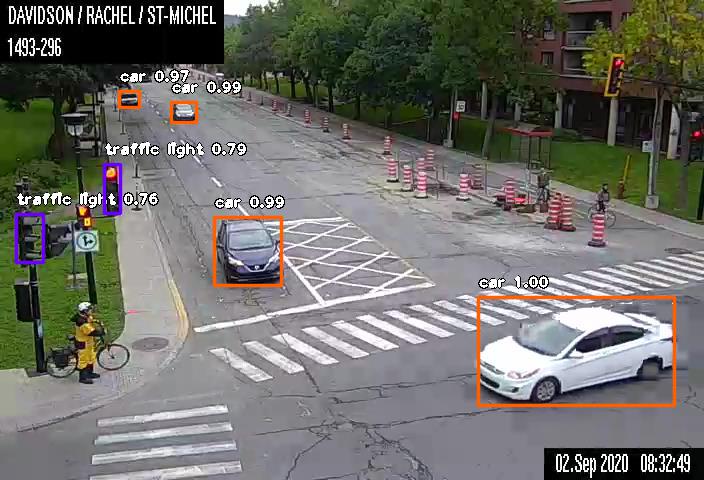 DAVIDSON / RACHEL / ST-MICHEL
1493-296
car 0.97
car 0.99
traffic light 0.79
traffic light 0.76
car 0.99
car 1.00
02.Sep 2020 08:32:49